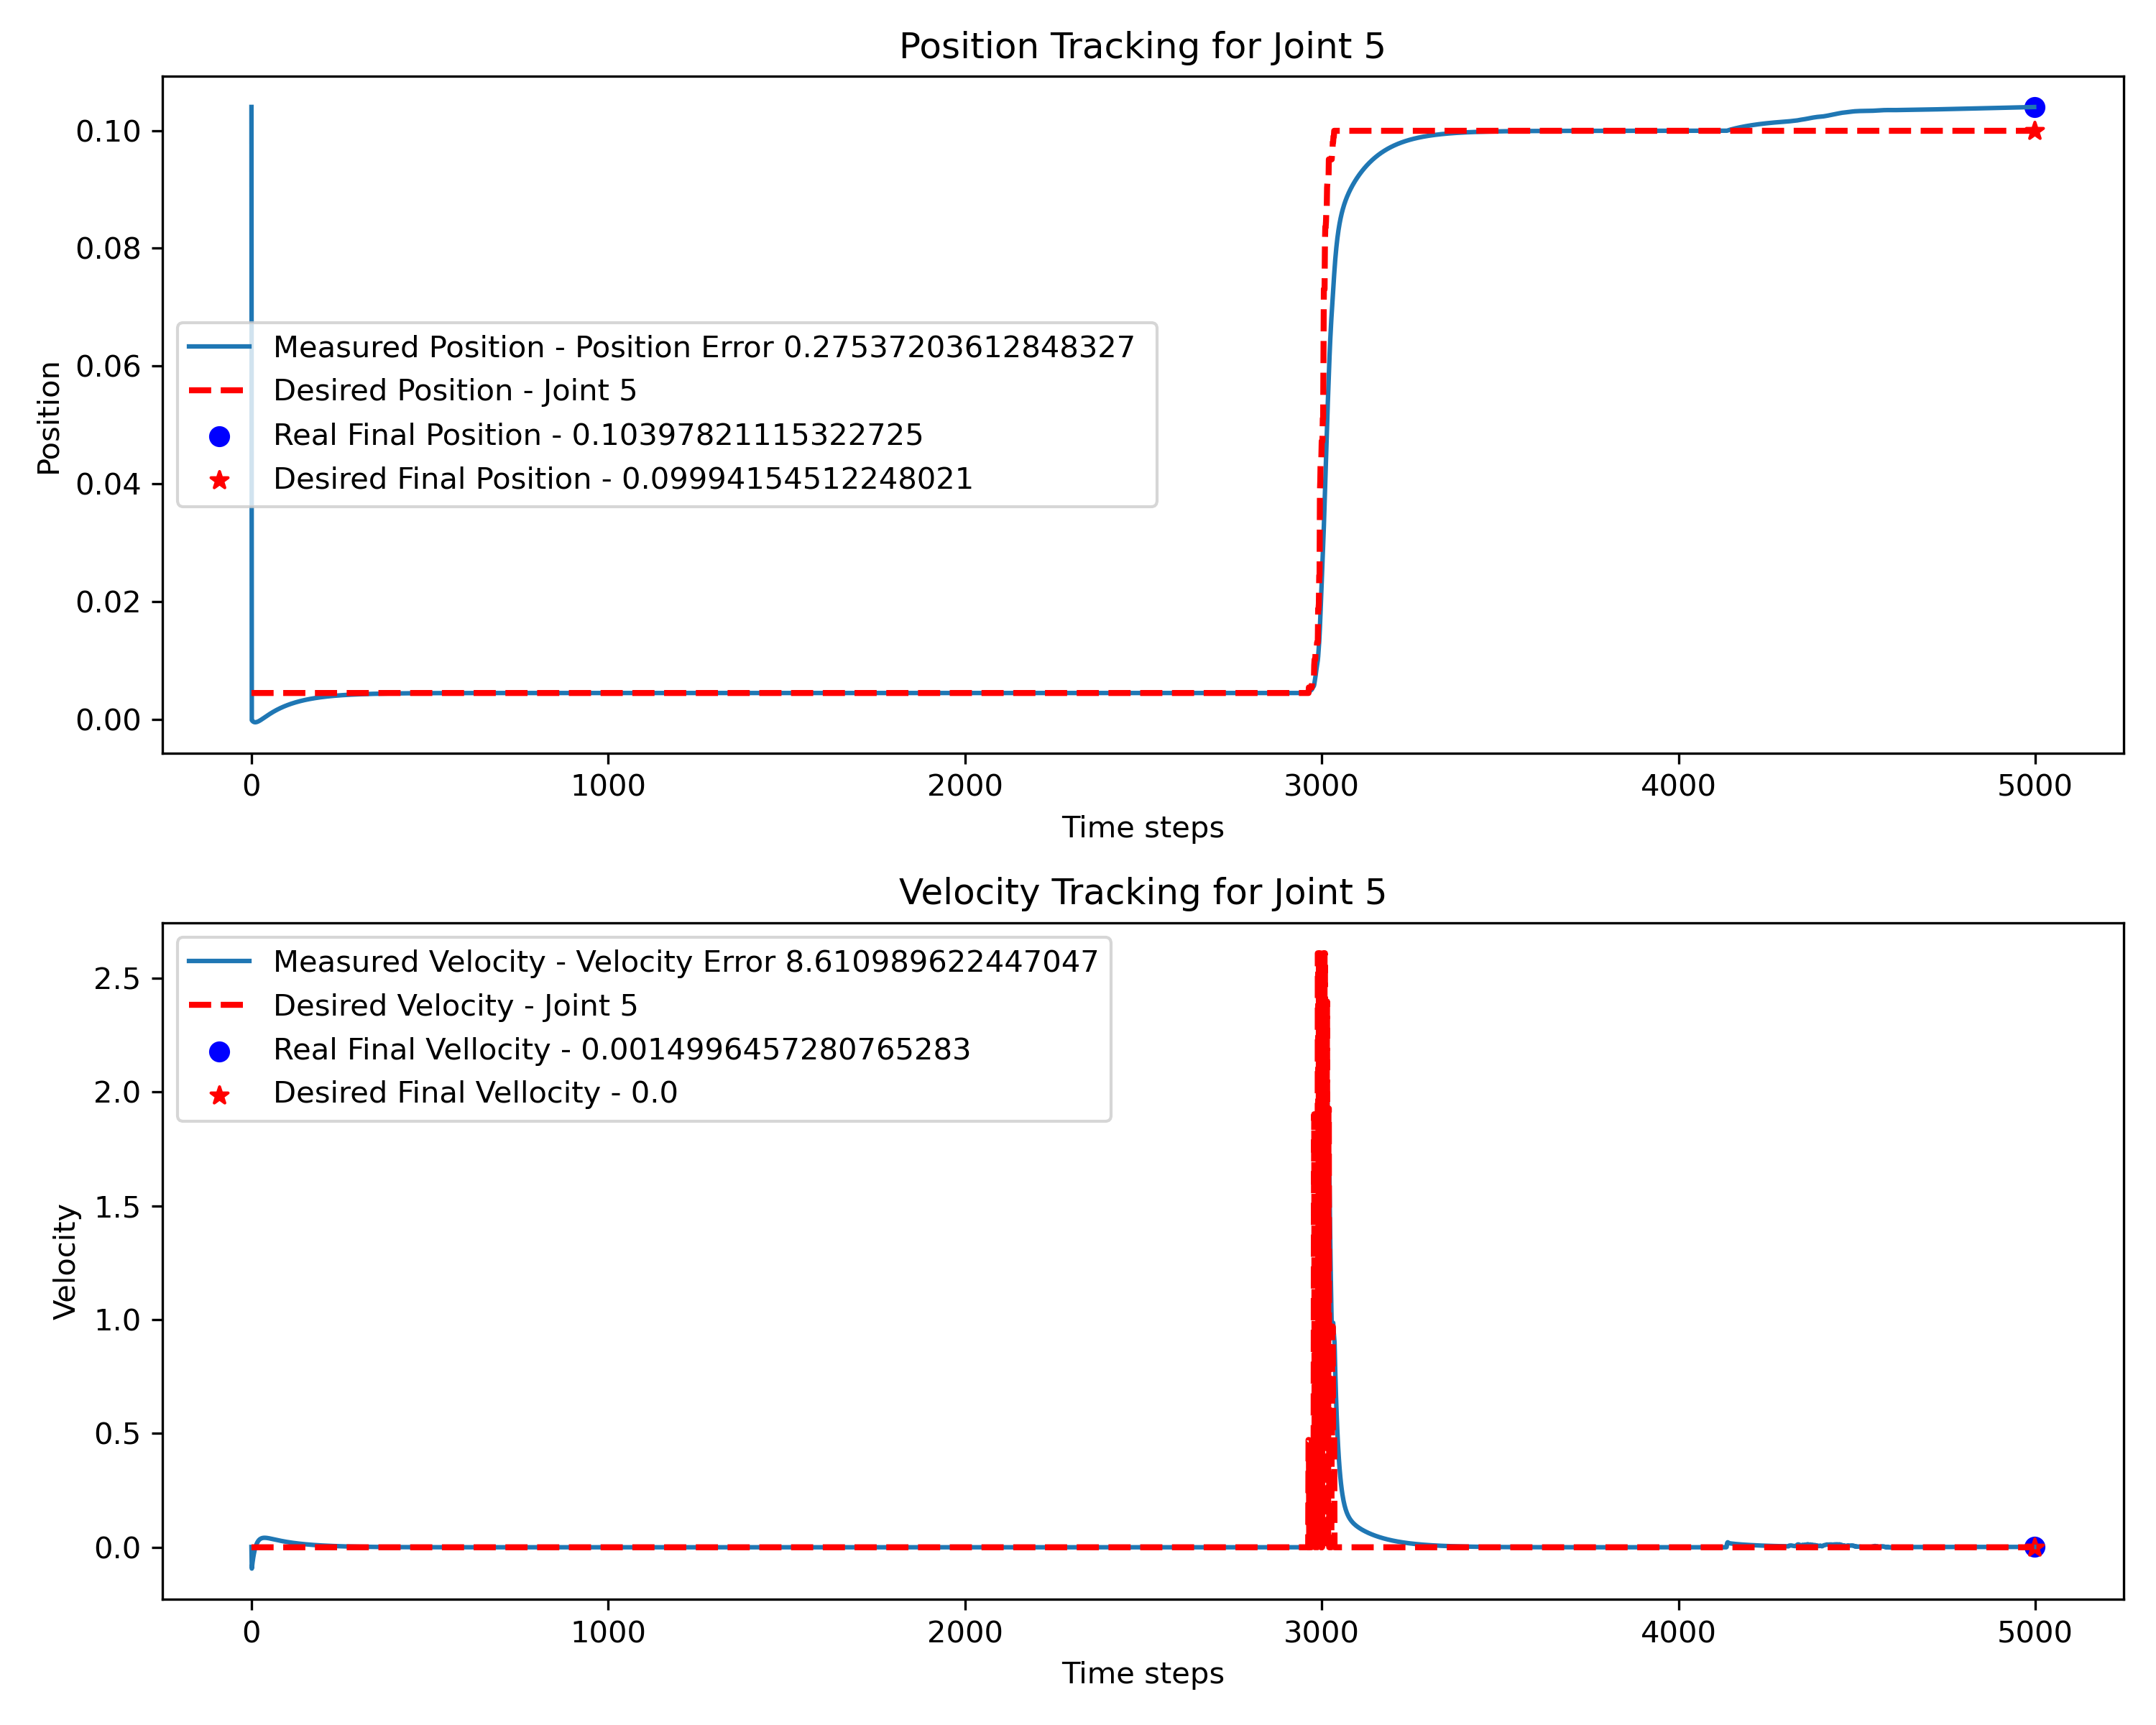 Position Tracking for Joint 5
0.10
0.08
0.06
0.04
0.02
0.00
Position
Measured Position - Position Error 0.27537203612848327
Desired Position - Joint 5
Real Final Position - 0.10397821115322725
Desired Final Position - 0.09994154512248021
0 1000 2000 3000 4000 5000
Time steps
Velocity Tracking for Joint 5
2.5
2.0
1.5
1.0
0.5
0.0
Velocity
Measured Velocity - Velocity Error 8.610989622447047
Desired Velocity - Joint 5
Real Final Vellocity - 0.0014996457280765283
Desired Final Vellocity - 0.0
0 1000 2000 3000 4000 5000
Time steps